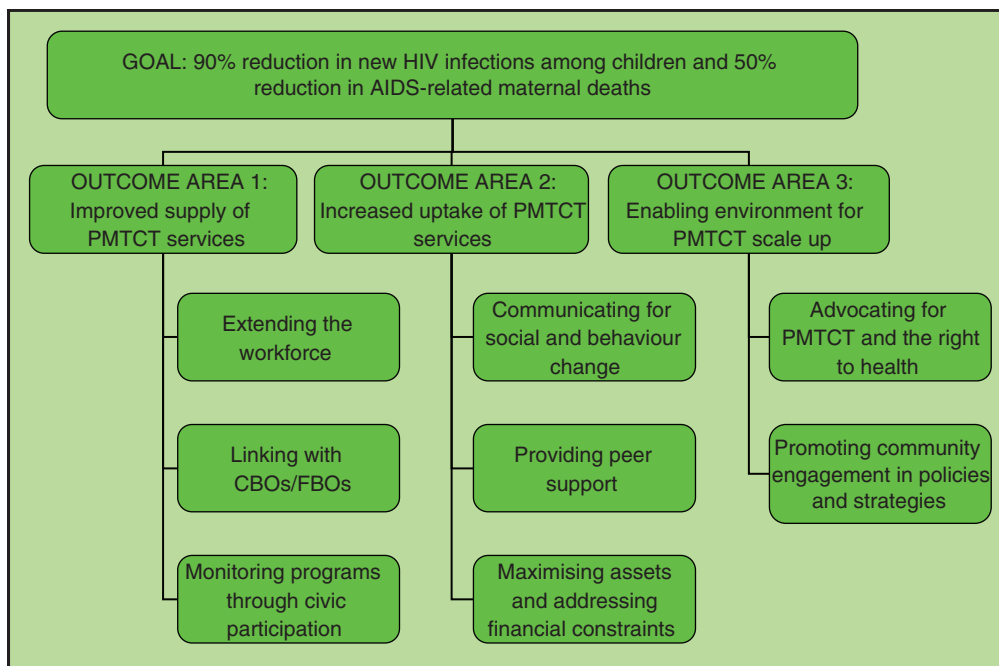 GOAL: 90% reduction in new HIV infections among children and 50%
reduction in AIDS-related maternal deaths
OUTCOME AREA 1:
Improved supply of
PMTCT services
OUTCOME AREA 2:
Increased uptake of PMTCT
services
OUTCOME AREA 3:
Enabling environment for
PMTCT scale up
Extending the
workforce
Communicating for
social and behaviour
change
Advocating for
PMTCT and the right
to health
Linking with
CBOs/FBOs
Providing peer
support
Promoting community
engagement in policies
and strategies
Monitoring programs
through civic
participation
Maximising assets
and addressing
financial constraints